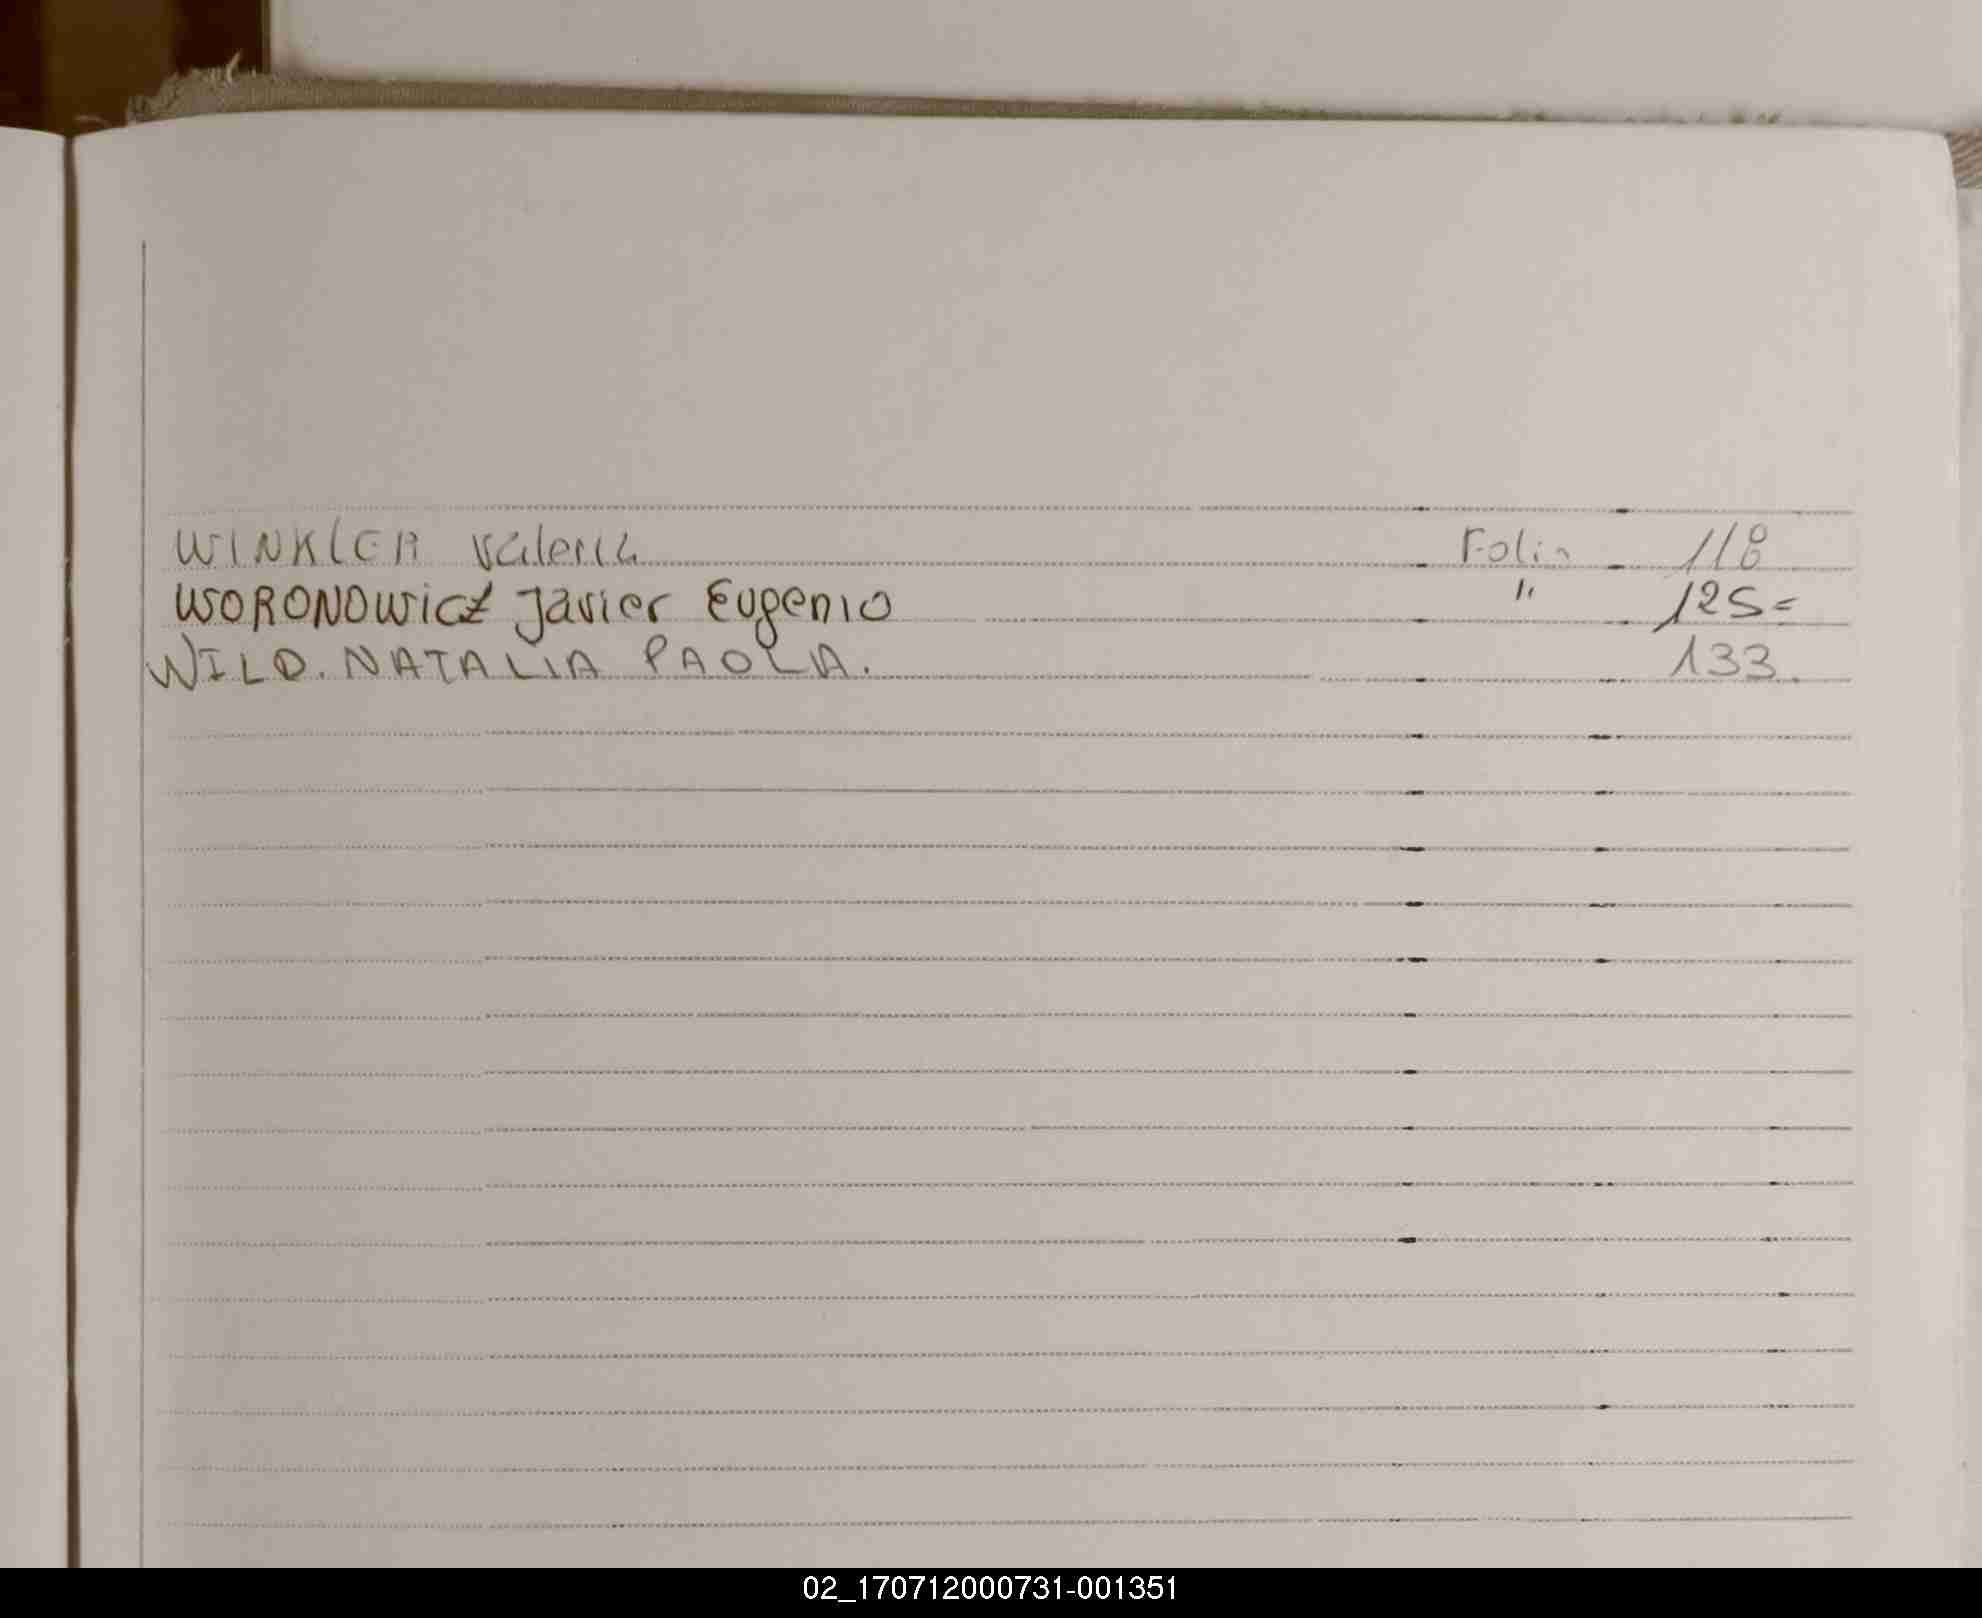 WINKLER Valeria Folio 118
WORONOWICZ Javier Eugenio " 125=
WILD. NATALIA PAOLA. 133.
02_170712000731-001351